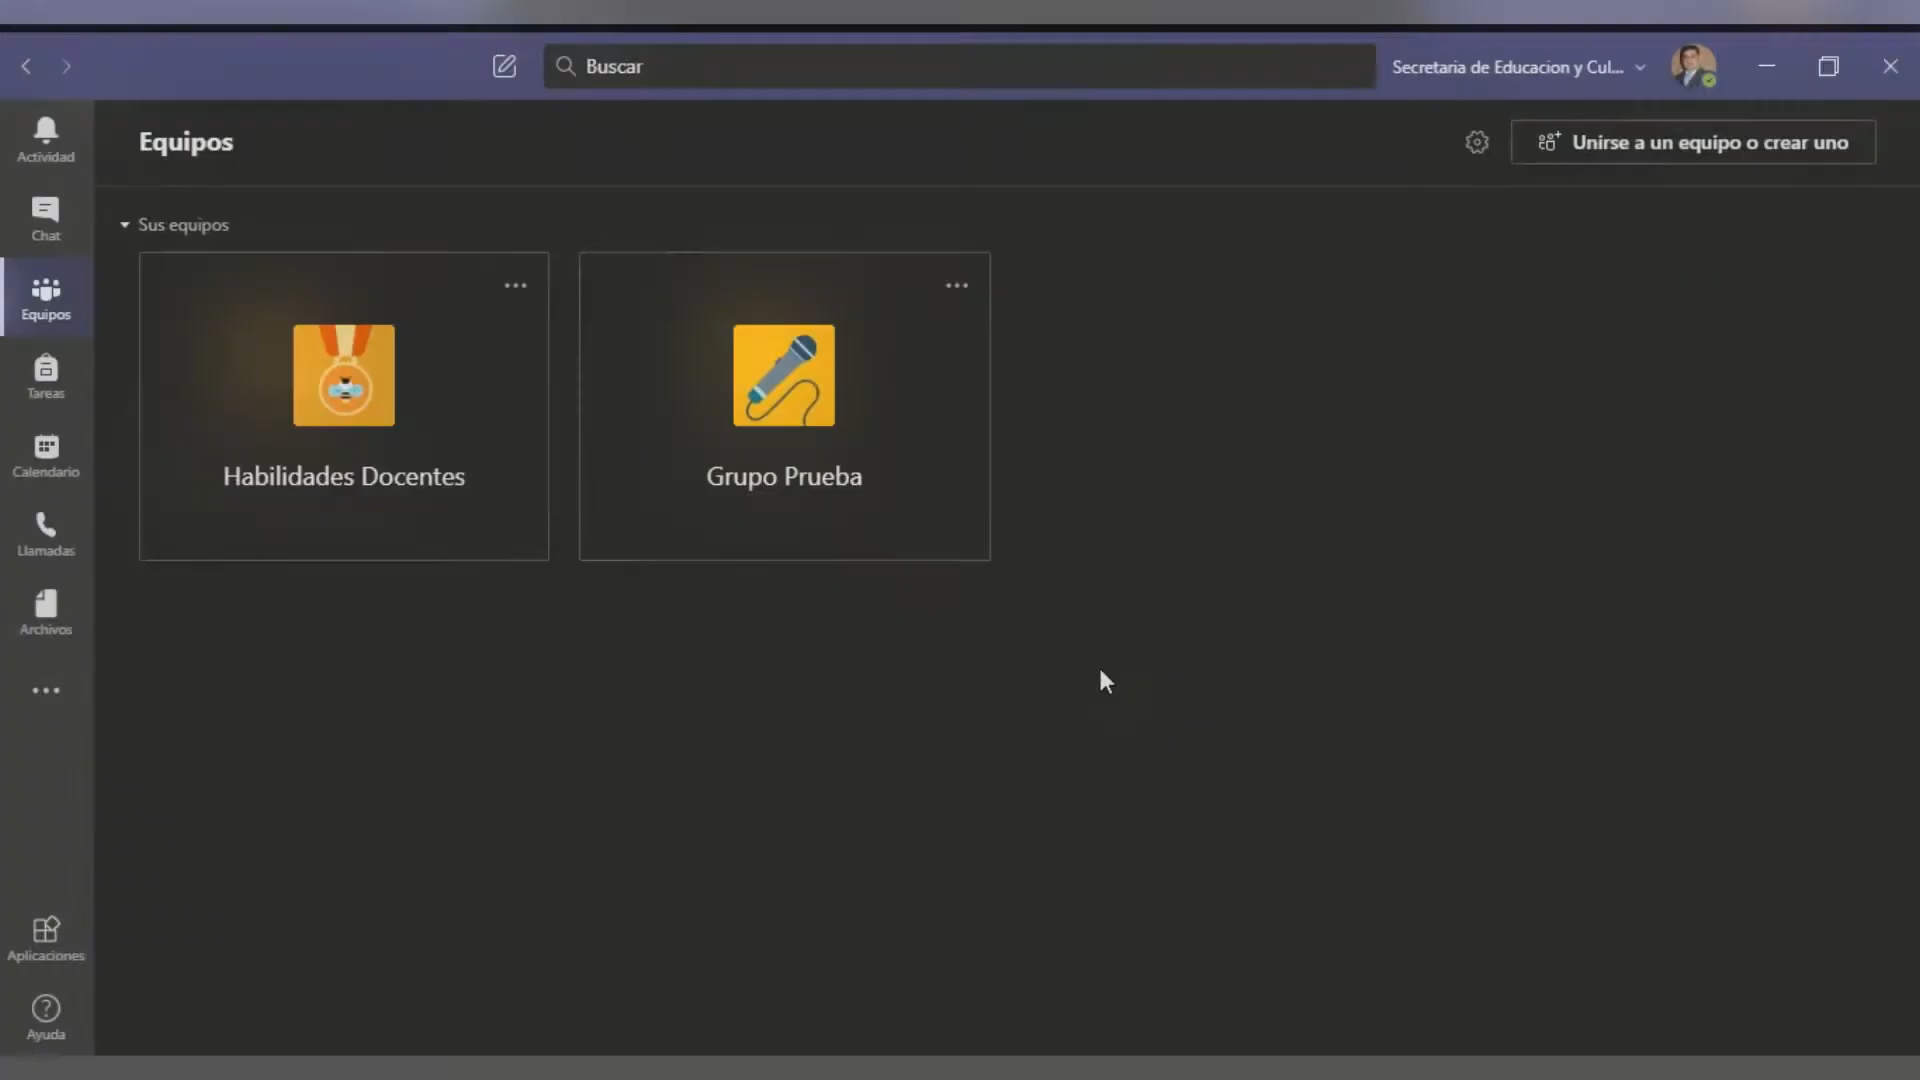 Buscar
Secretaria de Educacion y Cul...
Actividad
Chat
Equipos
Tareas
Calendario
Llamadas
Archivos
Aplicaciones
Ayuda
Equipos
Unirse a un equipo o crear uno
Sus equipos
Habilidades Docentes
Grupo Prueba